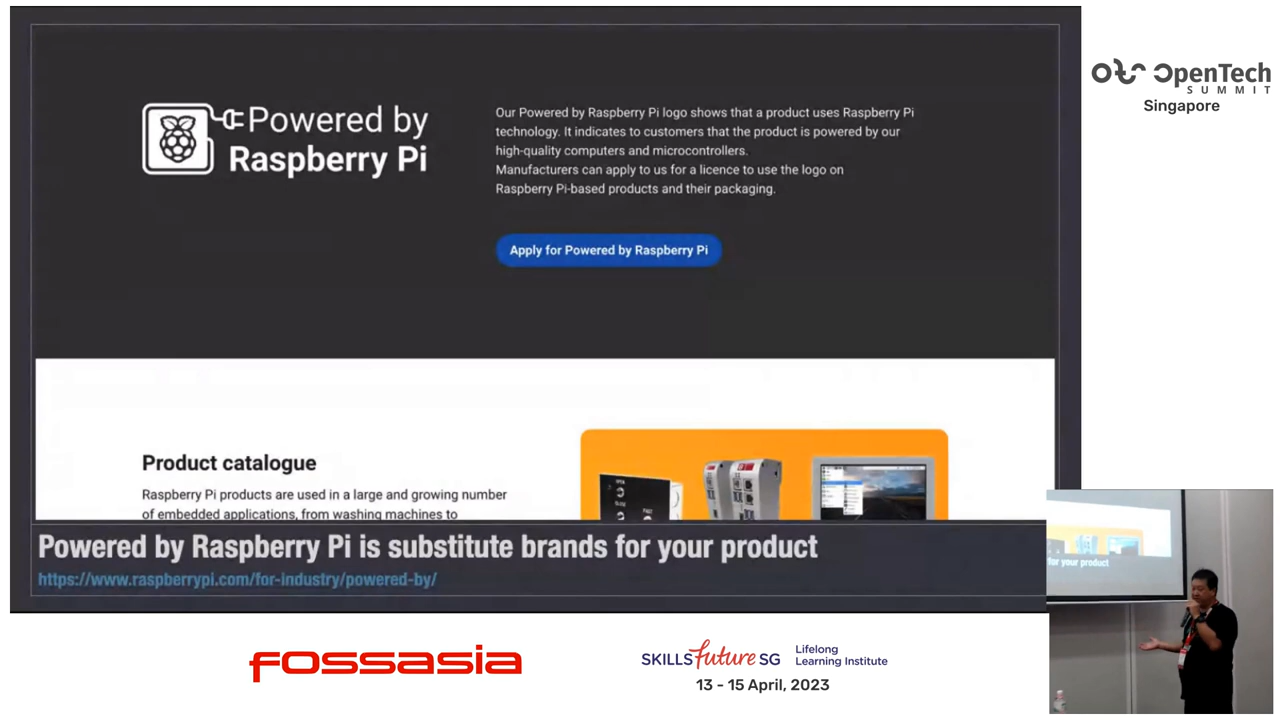 Powered by
Raspberry Pi
Our Powered by Raspberry Pi logo shows that a product uses Raspberry Pi
technology. It indicates to customers that the product is powered by our
high-quality computers and microcontrollers.
Manufacturers can apply to us for a licence to use the logo on
Raspberry Pi-based products and their packaging.
Apply for Powered by Raspberry Pi
Product catalogue
Raspberry Pi products are used in a large and growing number
of embedded applications, from washing machines to
Powered by Raspberry Pi is substitute brands for your product
https://www.raspberrypi.com/for-industry/powered-by/
OpenTech
SUMMIT
Singapore
for your product
fossasia
SKILLSfuture SG
Lifelong
Learning Institute
13 - 15 April, 2023